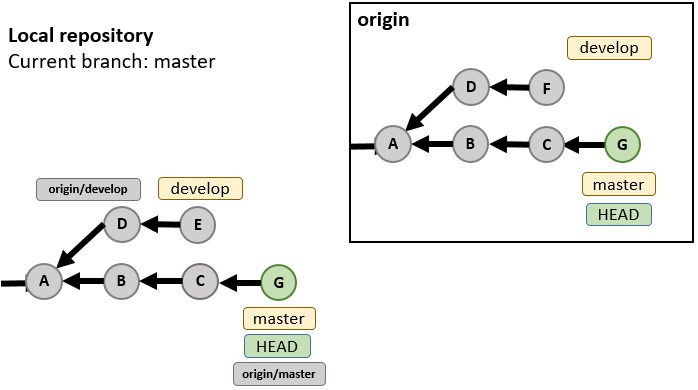 Local repository
Current branch: master
origin
develop
D F
A B C G
master
HEAD
origin/develop develop
D E
A B C G
master
HEAD
origin/master